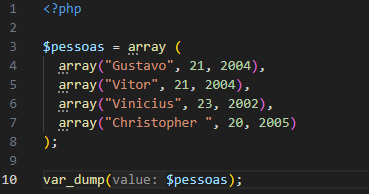 1 <?php
2
3 $pessoas = array (
4 array("Gustavo", 21, 2004),
5 array("Vitor", 21, 2004),
6 array("Vinicius", 23, 2002),
7 array("Christopher ", 20, 2005)
8 );
9
10 var_dump(value: $pessoas);